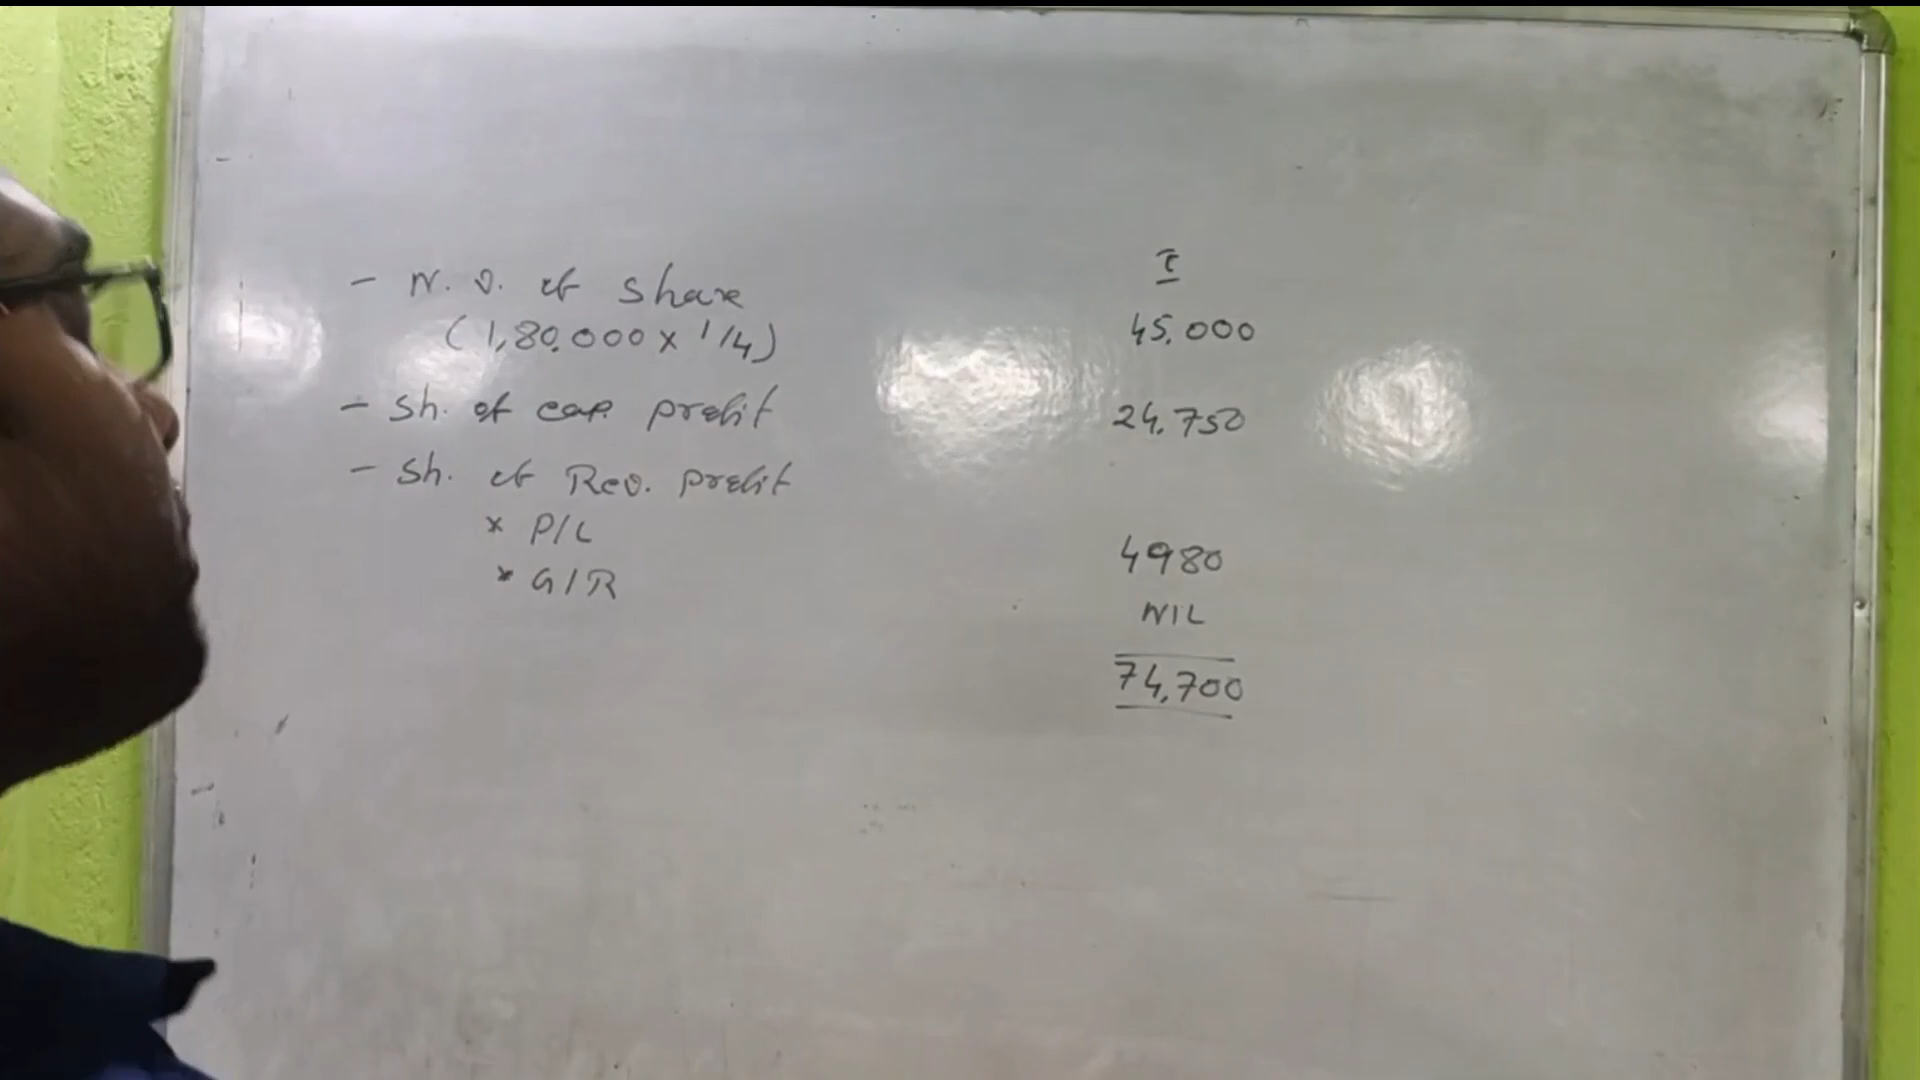 ₹
- N.V. of share
(1,80,000 x 1/4) 45,000
- Sh. of cap. profit 24,750
- Sh. of Rev. profit
* P/L 4980
* G/R NIL
74,700